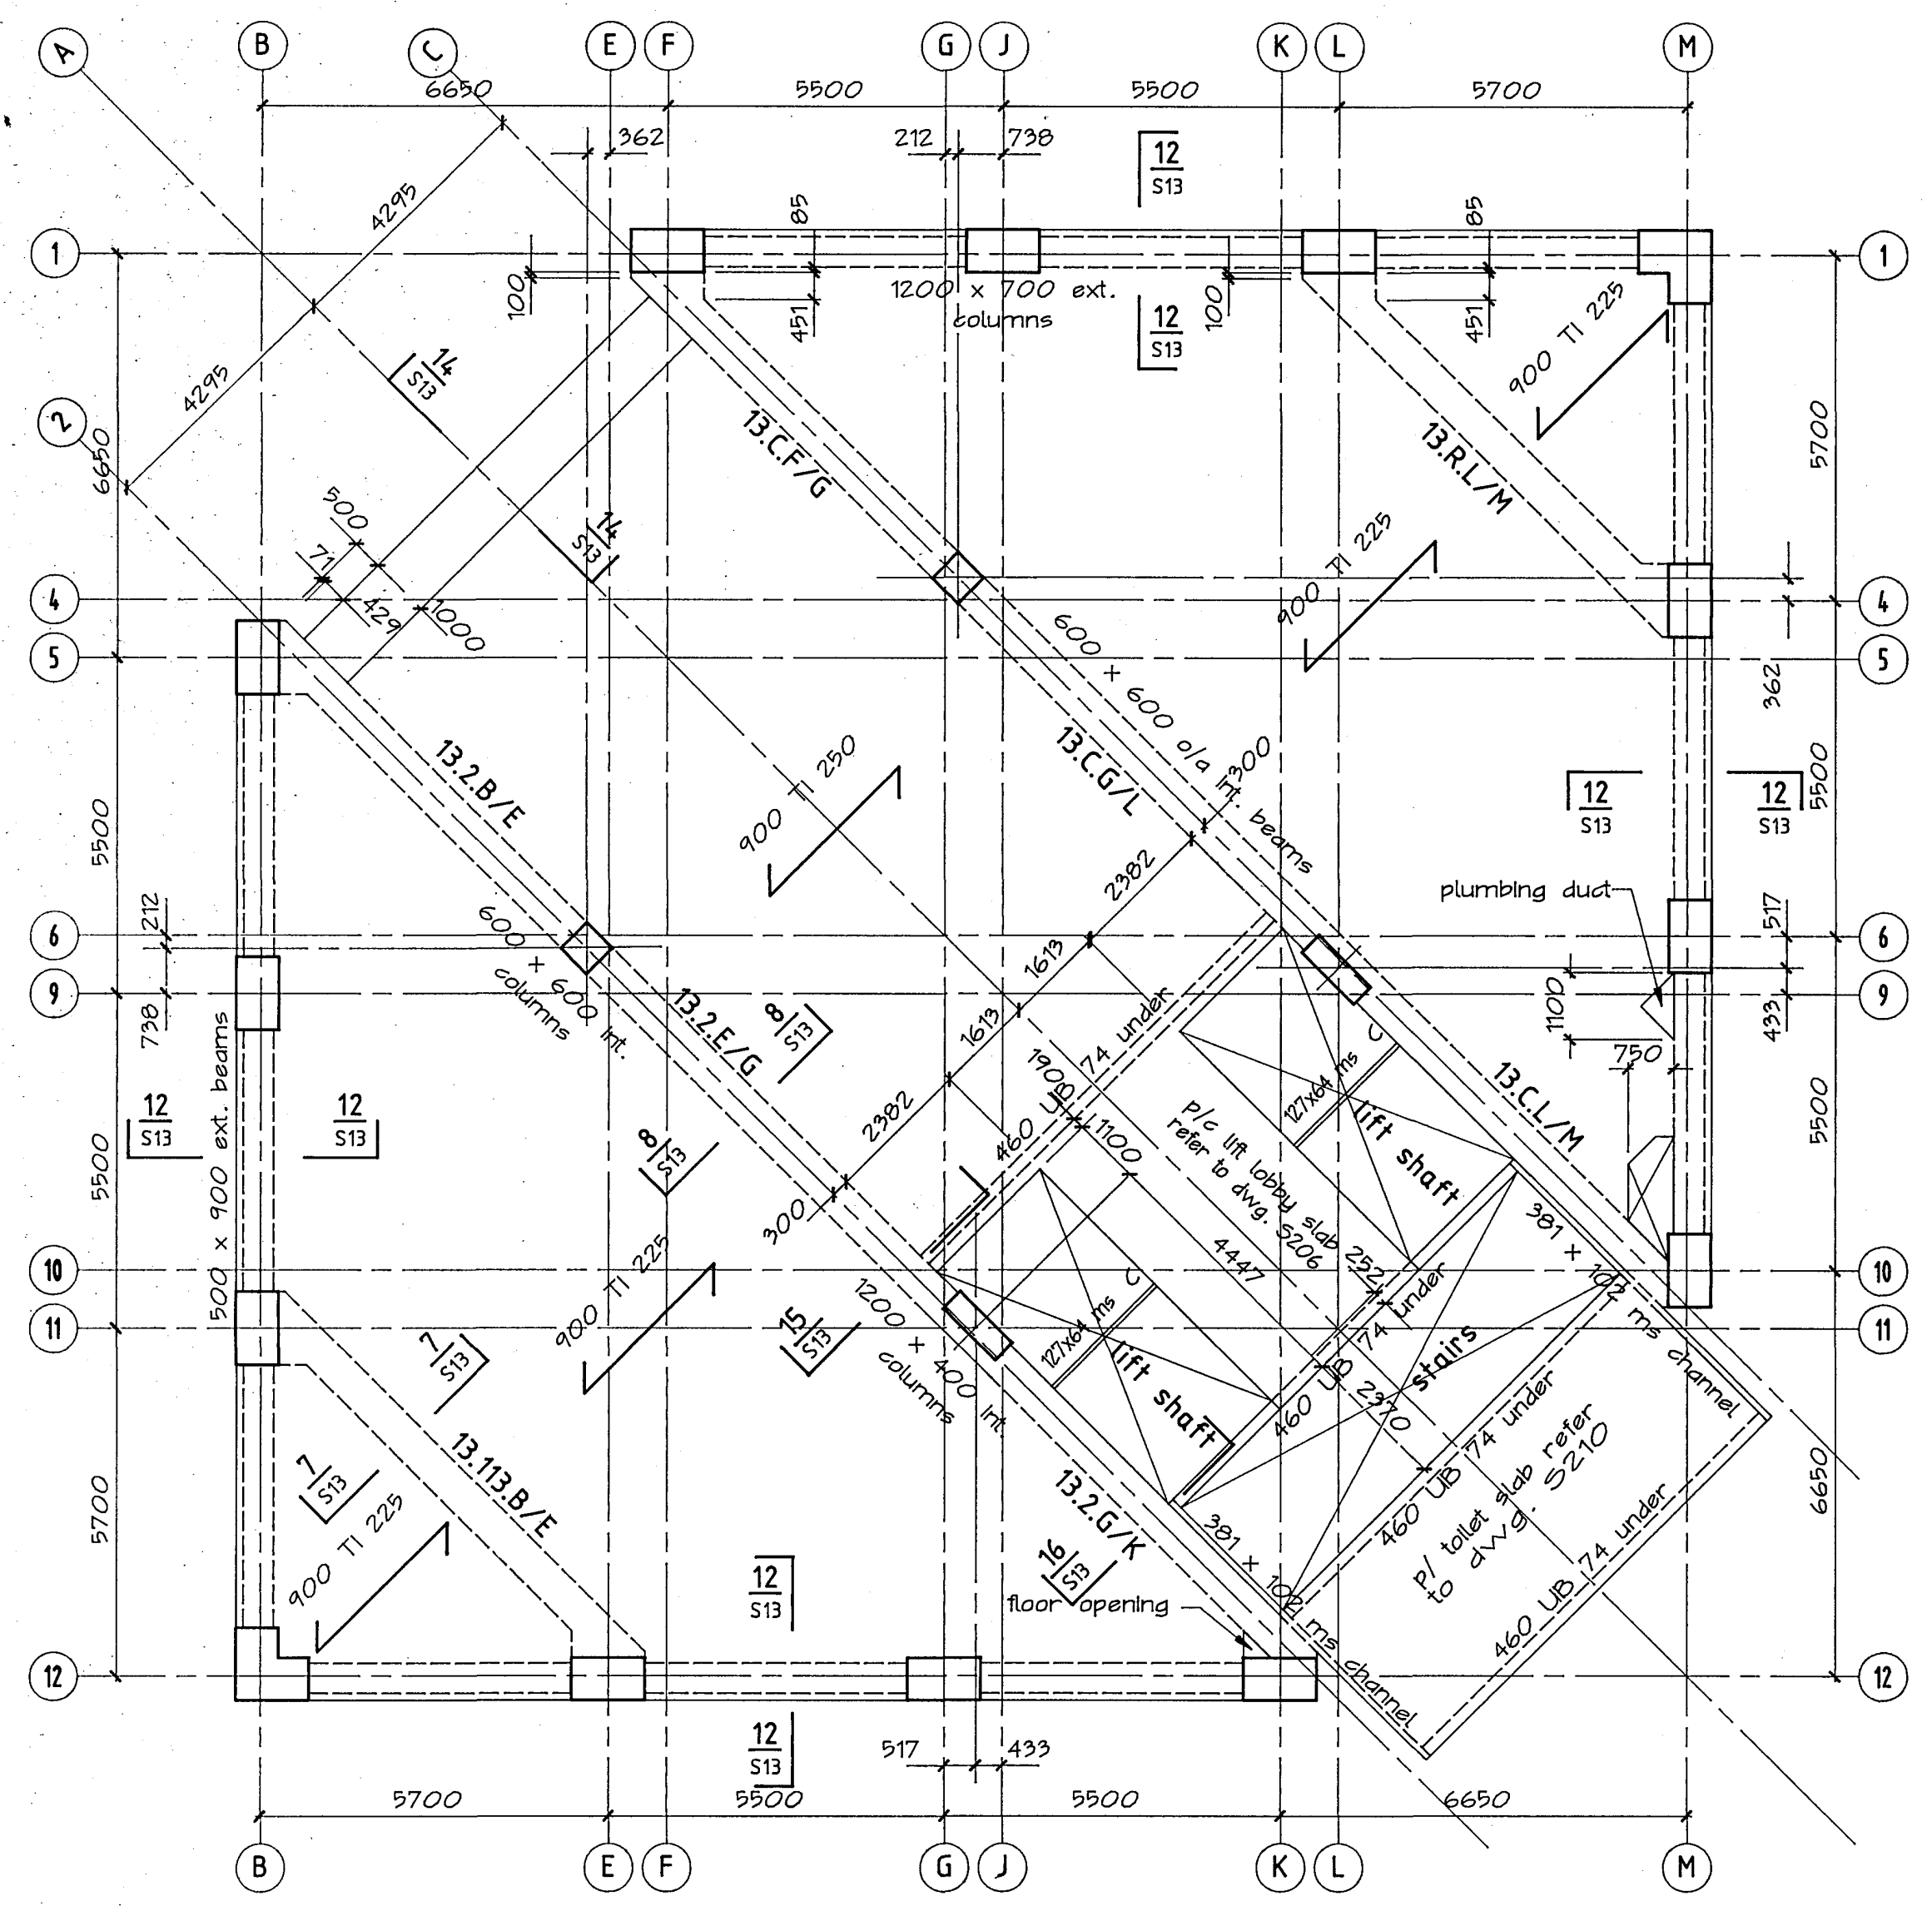 A
B
C
E
F
G
J
K
L
M
6650
5500
5500
5700
362
212
738
12
S13
4295
85
85
1
1
100
1200 x 700 ext.
columns
12
S13
100
451
451
900 TI 225
14
S13
4295
2
6650
13.C.F/G
13.R.L/M
5700
500
71
14
S13
900 TI 225
4
429
1000
4
5
5
600 x 600 o/a int. beams
362
13.2.B/E
13.C.G/L
300
900 TI 250
12
S13
12
S13
5500
5500
2382
plumbing duct
212
6
600 x 600 int.
columns
1613
517
6
9
9
738
13.2.E/G
8
S13
1613
460 UB 74 under
1100
433
500 x 900 ext. beams
1900
127x64 ms
C
750
12
S13
12
S13
2382
1100
p/c lift lobby slab
refer to dwg. S206
lift shaft
13.C.L/M
8
S13
5500
5500
300
4447
252
381 x 102 ms channel
10
10
900 TI 225
1200 x 400 int.
columns
127x64 ms
C
11
11
7
S13
15
S13
lift shaft
460 UB 74 under
stairs
2370
13.113.B/E
7
S13
900 TI 225
13.2.G/K
381 x 102 ms channel
460 UB 74 under
p/ toilet slab refer
to dwg. S210
5700
6650
12
S13
16
S13
floor opening
460 UB 74 under
12
12
12
S13
517
433
5700
5500
5500
6650
B
E
F
G
J
K
L
M